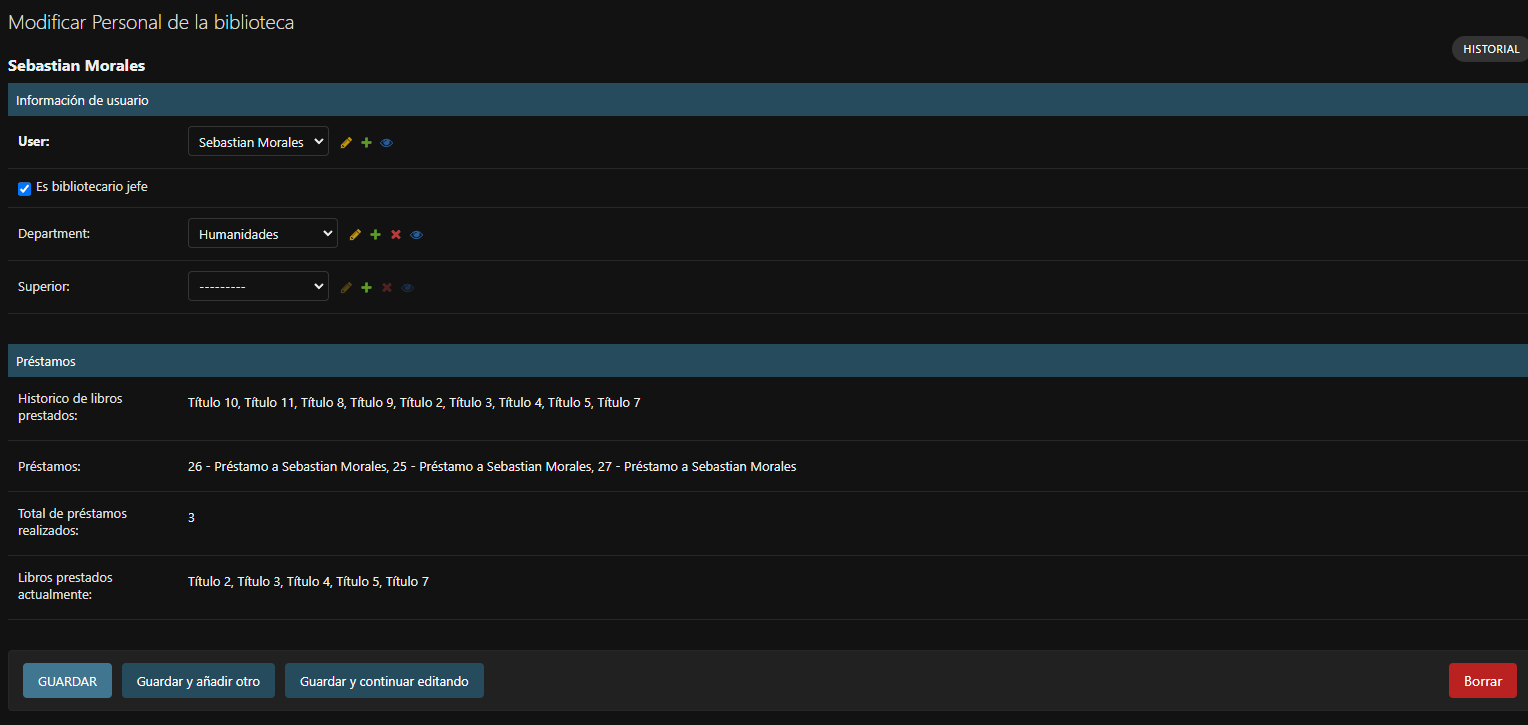 Modificar Personal de la biblioteca
HISTORIAL
Sebastian Morales
Información de usuario
User:
Sebastian Morales
Es bibliotecario jefe
Department:
Humanidades
Superior:
---------
Préstamos
Historico de libros
prestados:
Título 10, Título 11, Título 8, Título 9, Título 2, Título 3, Título 4, Título 5, Título 7
Préstamos:
26 - Préstamo a Sebastian Morales, 25 - Préstamo a Sebastian Morales, 27 - Préstamo a Sebastian Morales
Total de préstamos
realizados:
3
Libros prestados
actualmente:
Título 2, Título 3, Título 4, Título 5, Título 7
GUARDAR
Guardar y añadir otro
Guardar y continuar editando
Borrar